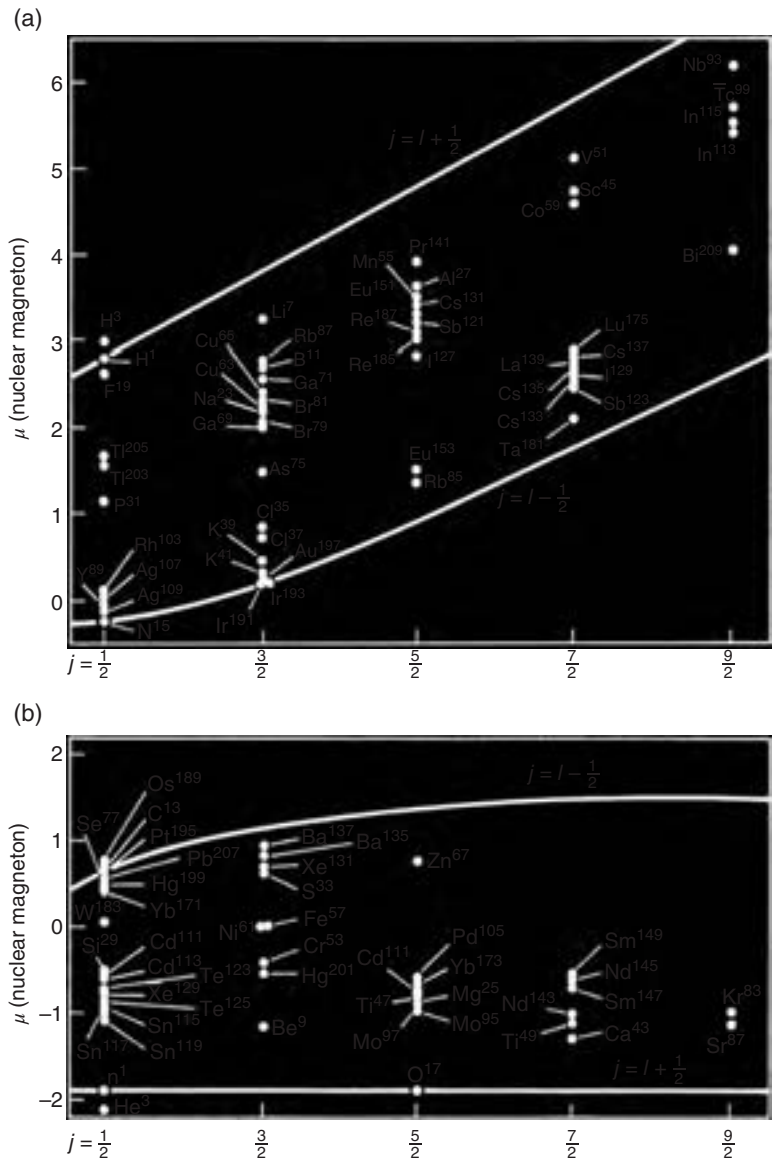 (a)
6
5
4
3
2
1
0
μ (nuclear magneton)
j = l + 1/2
j = l − 1/2
H³
H¹
F¹⁹
Tl²⁰⁵
Tl²⁰³
P³¹
Rh¹⁰³
Y⁸⁹
Ag¹⁰⁷
Ag¹⁰⁹
N¹⁵
Li⁷
Cu⁶⁵
Rb⁸⁷
B¹¹
Cu⁶³
Ga⁷¹
Na²³
Br⁸¹
Ga⁶⁹
Br⁷⁹
As⁷⁵
Cl³⁵
K³⁹
Cl³⁷
Au¹⁹⁷
K⁴¹
Ir¹⁹³
Ir¹⁹¹
Pr¹⁴¹
Mn⁵⁵
Al²⁷
Eu¹⁵¹
Cs¹³¹
Re¹⁸⁷
Sb¹²¹
Re¹⁸⁵
I¹²⁷
Eu¹⁵³
Rb⁸⁵
V⁵¹
Sc⁴⁵
Co⁵⁹
Lu¹⁷⁵
La¹³⁹
Cs¹³⁷
Cs¹³⁵
I¹²⁹
Cs¹³³
Sb¹²³
Ta¹⁸¹
Nb⁹³
Tc⁹⁹
In¹¹⁵
In¹¹³
Bi²⁰⁹
j = 1/2 3/2 5/2 7/2 9/2
(b)
2
1
0
−1
−2
μ (nuclear magneton)
j = l − 1/2
j = l + 1/2
Os¹⁸⁹
Se⁷⁷
C¹³
Pt¹⁹⁵
Pb²⁰⁷
Hg¹⁹⁹
Yb¹⁷¹
W¹⁸³
Si²⁹
Cd¹¹¹
Cd¹¹³
Te¹²³
Xe¹²⁹
Te¹²⁵
Sn¹¹⁵
Sn¹¹⁷
Sn¹¹⁹
n¹
He³
Ba¹³⁷
Ba¹³⁵
Xe¹³¹
S³³
Ni⁶¹
Fe⁵⁷
Cr⁵³
Hg²⁰¹
Be⁹
Zn⁶⁷
Pd¹⁰⁵
Cd¹¹¹
Yb¹⁷³
Ti⁴⁷
Mg²⁵
Mo⁹⁷
Mo⁹⁵
O¹⁷
Sm¹⁴⁹
Nd¹⁴⁵
Sm¹⁴⁷
Nd¹⁴³
Ti⁴⁹
Ca⁴³
Kr⁸³
Sr⁸⁷
j = 1/2 3/2 5/2 7/2 9/2